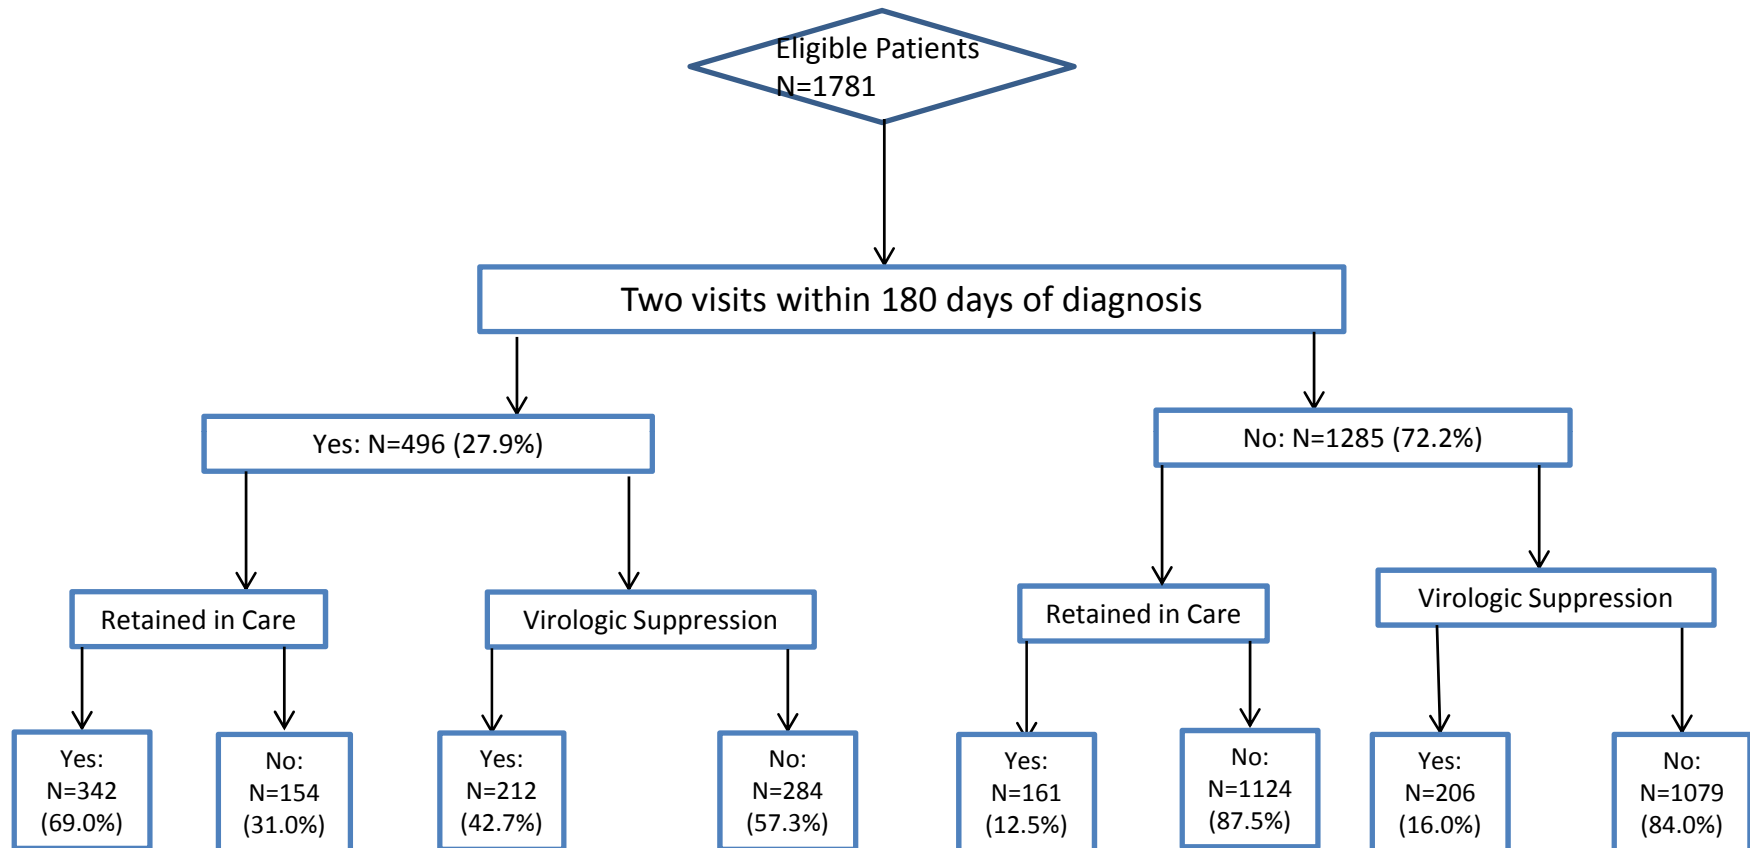 Eligible Patients
N=1781
Two visits within 180 days of diagnosis
Yes: N=496 (27.9%)
No: N=1285 (72.2%)
Retained in Care
Virologic Suppression
Retained in Care
Virologic Suppression
Yes:
N=342
(69.0%)
No:
N=154
(31.0%)
Yes:
N=212
(42.7%)
No:
N=284
(57.3%)
Yes:
N=161
(12.5%)
No:
N=1124
(87.5%)
Yes:
N=206
(16.0%)
No:
N=1079
(84.0%)